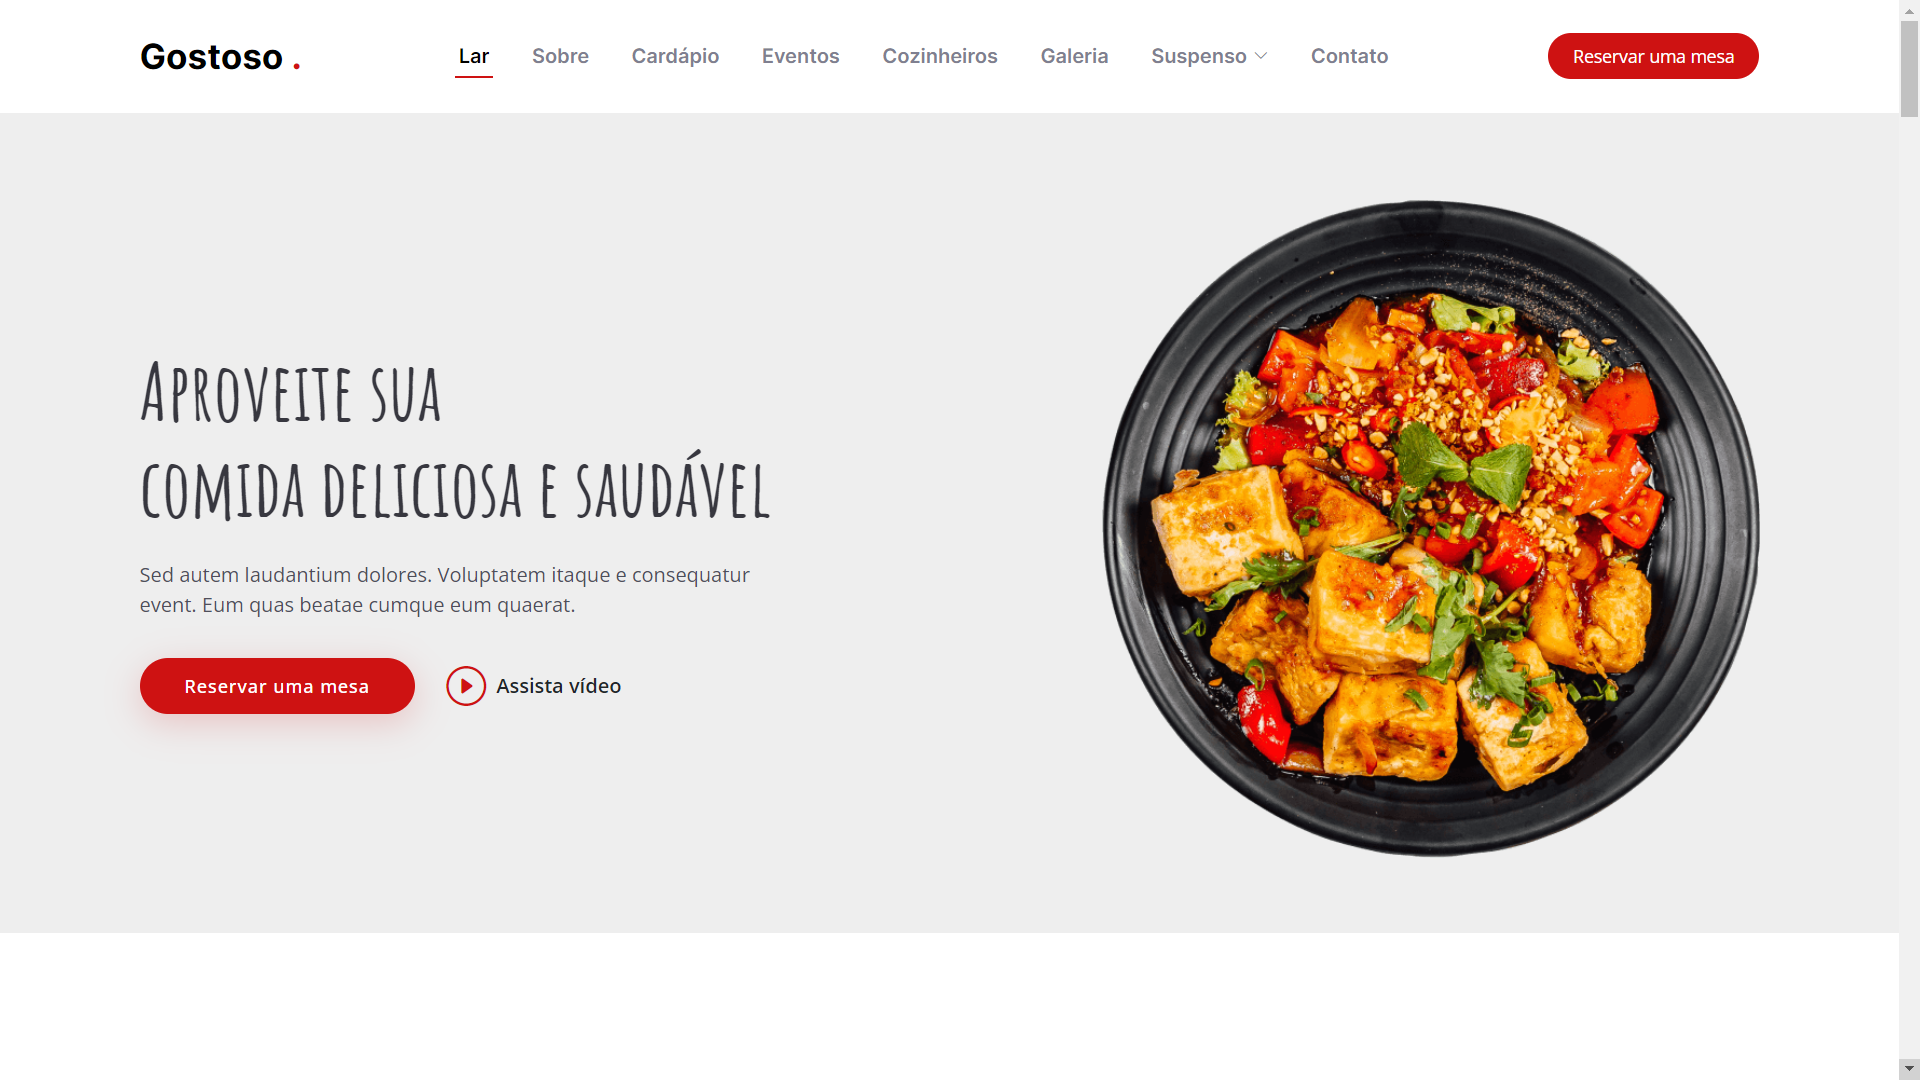 Gostoso .
Lar
Sobre
Cardápio
Eventos
Cozinheiros
Galeria
Suspenso
Contato
Reservar uma mesa
Aproveite sua
comida deliciosa e saudável
Sed autem laudantium dolores. Voluptatem itaque e consequatur
event. Eum quas beatae cumque eum quaerat.
Reservar uma mesa
Assista vídeo